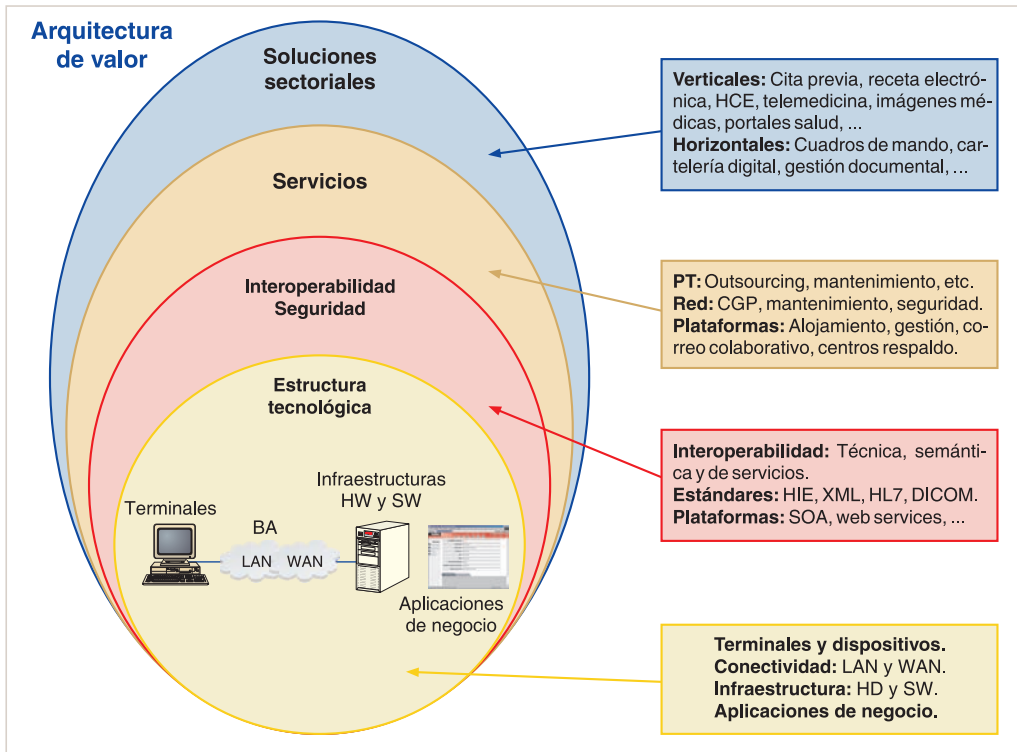 Arquitectura
de valor
Soluciones
sectoriales
Servicios
Interoperabilidad
Seguridad
Estructura
tecnológica
Infraestructuras
HW y SW
Terminales
BA
LAN
WAN
Aplicaciones
de negocio
Verticales: Cita previa, receta electró-
nica, HCE, telemedicina, imágenes mé-
dicas, portales salud, ...
Horizontales: Cuadros de mando, car-
telería digital, gestión documental, ...
PT: Outsourcing, mantenimiento, etc.
Red: CGP, mantenimiento, seguridad.
Plataformas: Alojamiento, gestión, co-
rreo colaborativo, centros respaldo.
Interoperabilidad: Técnica, semánti-
ca y de servicios.
Estándares: HIE, XML, HL7, DICOM.
Plataformas: SOA, web services, ...
Terminales y dispositivos.
Conectividad: LAN y WAN.
Infraestructura: HD y SW.
Aplicaciones de negocio.